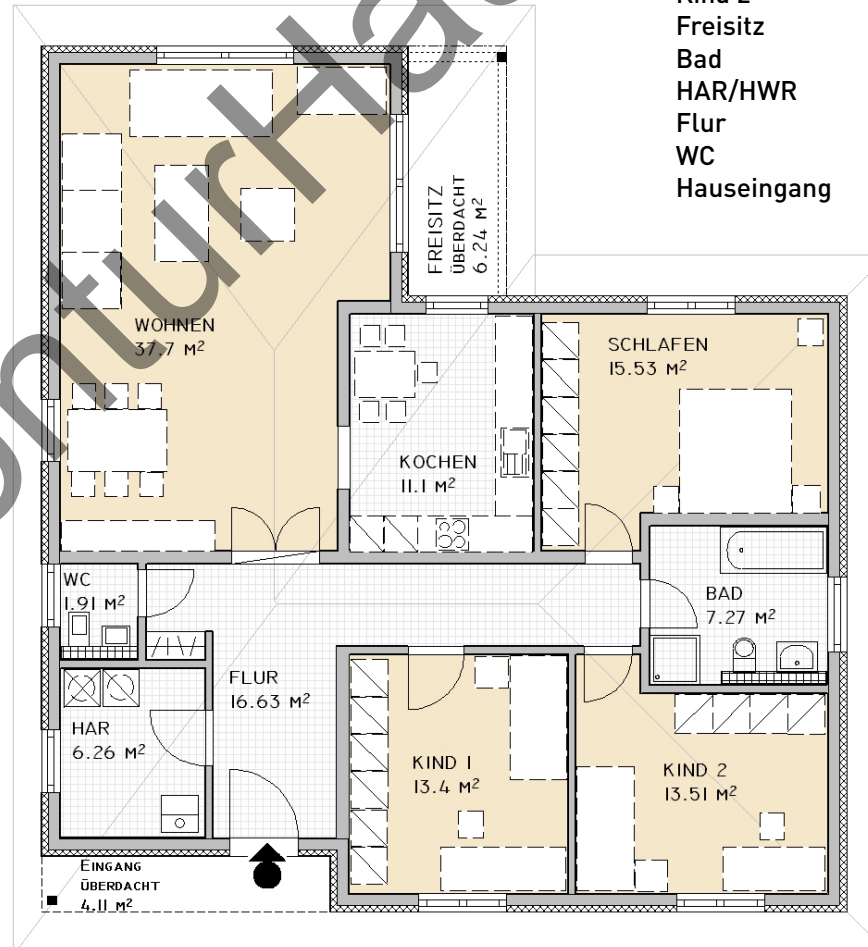 Freisitz
Bad
HAR/HWR
Flur
WC
Hauseingang
FREISITZ
ÜBERDACHT
6.24 M²
WOHNEN
37.7 M²
SCHLAFEN
15.53 M²
KOCHEN
11.1 M²
WC
1.91 M²
BAD
7.27 M²
FLUR
16.63 M²
HAR
6.26 M²
KIND 1
13.4 M²
KIND 2
13.51 M²
EINGANG
ÜBERDACHT
4.11 M²